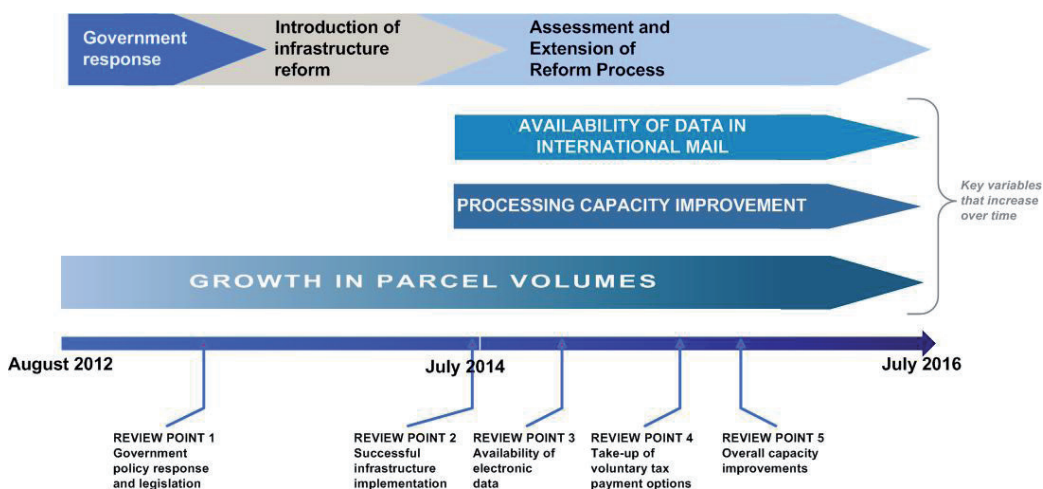 Government
response
Introduction of
infrastructure
reform
Assessment and
Extension of
Reform Process
AVAILABILITY OF DATA IN
INTERNATIONAL MAIL
PROCESSING CAPACITY IMPROVEMENT
GROWTH IN PARCEL VOLUMES
Key variables
that increase
over time
August 2012
July 2014
July 2016
REVIEW POINT 1
Government
policy response
and legislation
REVIEW POINT 2
Successful
infrastructure
implementation
REVIEW POINT 3
Availability of
electronic
data
REVIEW POINT 4
Take-up of
voluntary tax
payment options
REVIEW POINT 5
Overall capacity
improvements